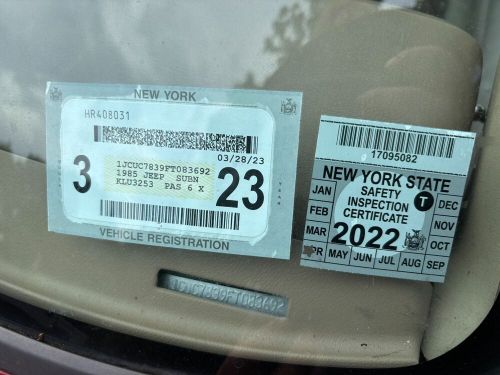 NEW YORK
HR408031
03/28/23
1JCUC7839FT083692
1985 JEEP SUBN
KLU3253 PAS 6 X
3
23
VEHICLE REGISTRATION
17095082
NEW YORK STATE
SAFETY
INSPECTION
CERTIFICATE
T
2022
JAN
FEB
MAR
MAY JUN JUL AUG SEP
OCT
NOV
DEC
1JCUC7839FT083692